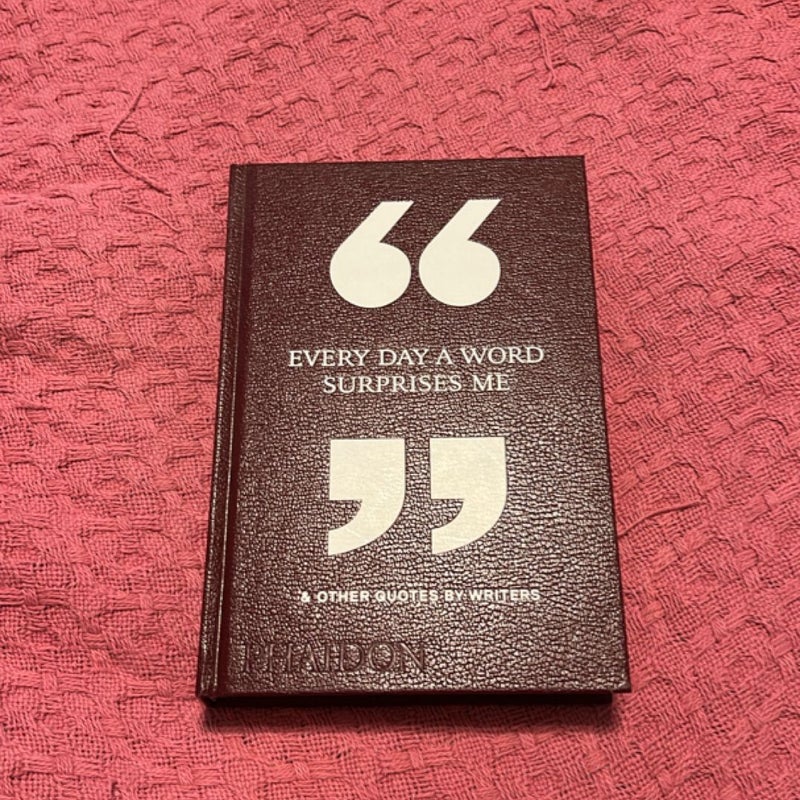 “
EVERY DAY A WORD
SURPRISES ME
”
& OTHER QUOTES BY WRITERS
PHAIDON